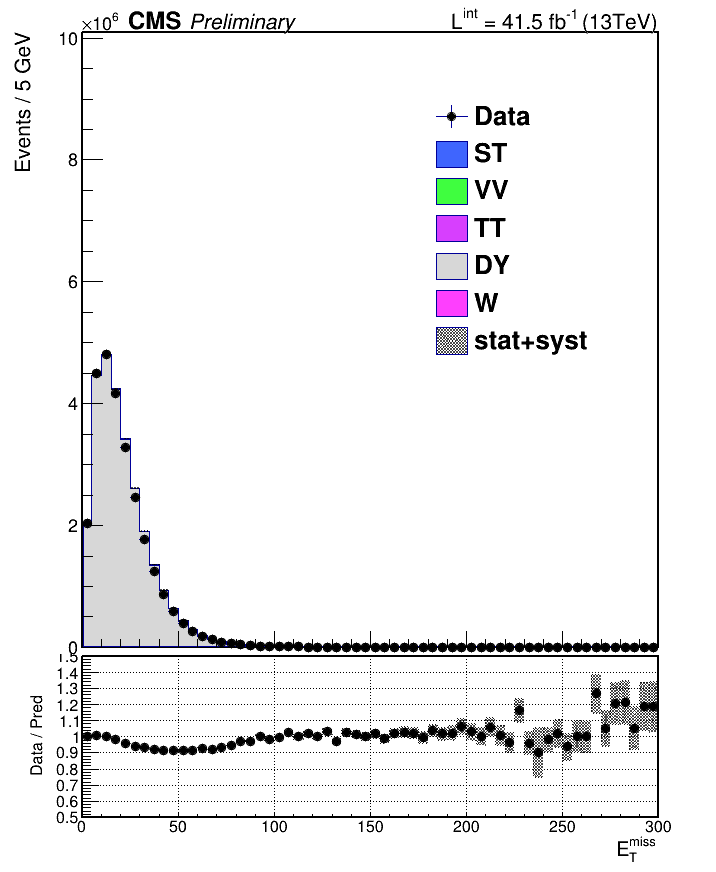 ×10⁶ CMS Preliminary L^int = 41.5 fb⁻¹ (13TeV)
Events / 5 GeV
10
8
6
4
2
0
Data
ST
VV
TT
DY
W
stat+syst
Data / Pred
1.5
1.4
1.3
1.2
1.1
1
0.9
0.8
0.7
0.6
0.5
0 50 100 150 200 250 300
E_T^miss